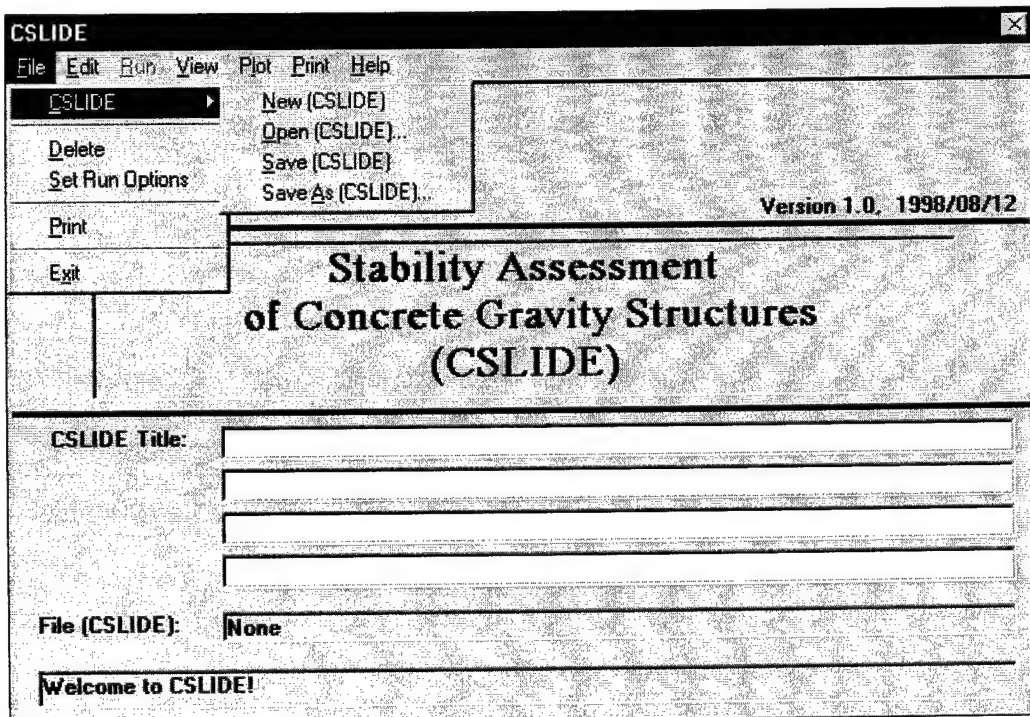 CSLIDE
File Edit Run View Plot Print Help
CSLIDE
New (CSLIDE)
Open (CSLIDE)...
Save (CSLIDE)
Save As (CSLIDE)...
Delete
Set Run Options
Print
Exit
Version 1.0, 1998/08/12
Stability Assessment
of Concrete Gravity Structures
(CSLIDE)
CSLIDE Title:
File (CSLIDE): None
Welcome to CSLIDE!